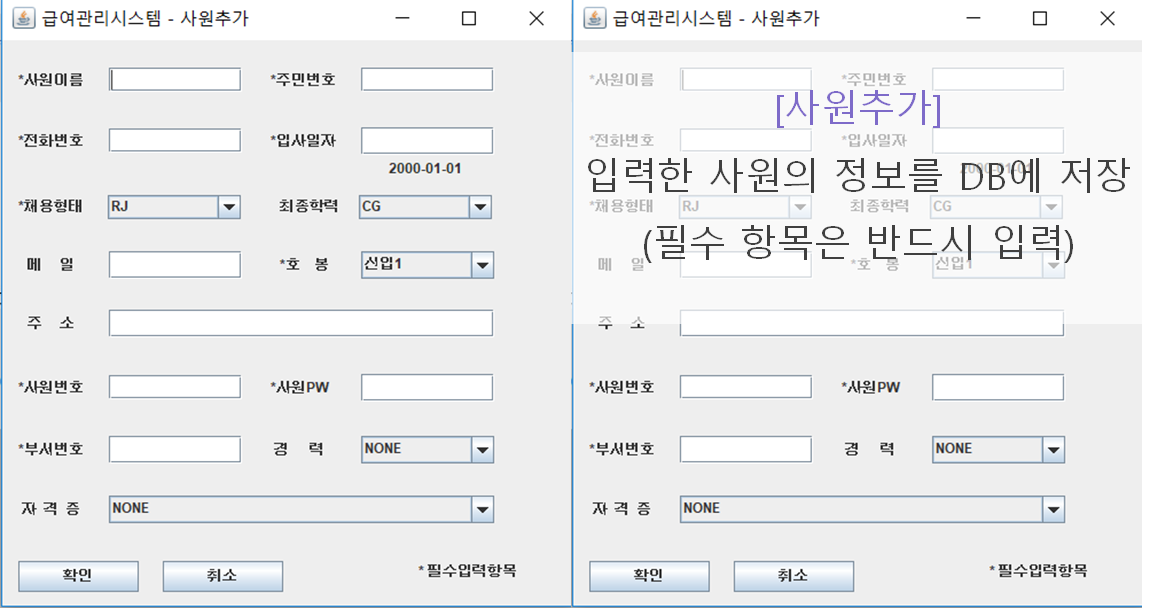 급여관리시스템 - 사원추가
*사원이름 *주민번호
*전화번호 *입사일자
2000-01-01
*채용형태 RJ 최종학력 CG
메 일 *호 봉 신입1
주 소
*사원번호 *사원PW
*부서번호 경 력 NONE
자 격 증 NONE
확인 취소 *필수입력항목
급여관리시스템 - 사원추가
*사원이름 *주민번호
[사원추가]
*전화번호 *입사일자
2000-01-01
입력한 사원의 정보를 DB에 저장
*채용형태 RJ 최종학력 CG
(필수 항목은 반드시 입력)
메 일 *호 봉 신입1
주 소
*사원번호 *사원PW
*부서번호 경 력 NONE
자 격 증 NONE
확인 취소 *필수입력항목